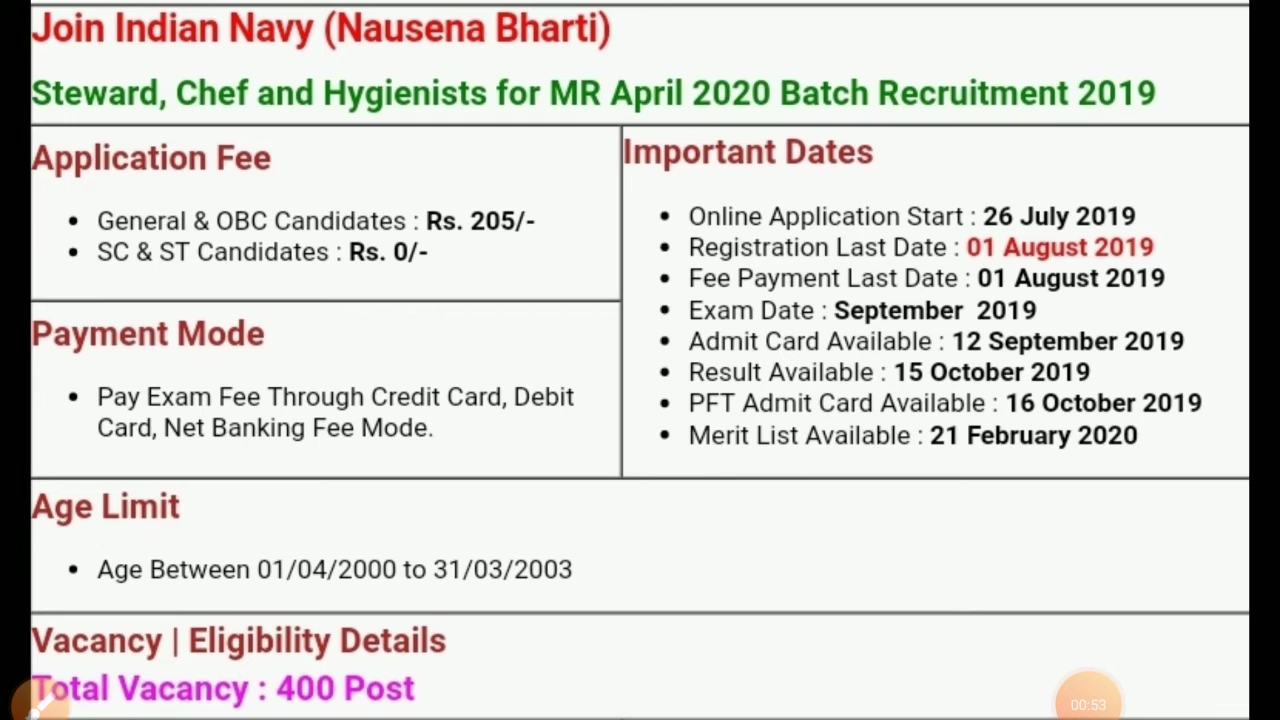 Join Indian Navy (Nausena Bharti)
Steward, Chef and Hygienists for MR April 2020 Batch Recruitment 2019
Application Fee
• General & OBC Candidates : Rs. 205/-
• SC & ST Candidates : Rs. 0/-
Payment Mode
• Pay Exam Fee Through Credit Card, Debit
Card, Net Banking Fee Mode.
Important Dates
• Online Application Start : 26 July 2019
• Registration Last Date : 01 August 2019
• Fee Payment Last Date : 01 August 2019
• Exam Date : September 2019
• Admit Card Available : 12 September 2019
• Result Available : 15 October 2019
• PFT Admit Card Available : 16 October 2019
• Merit List Available : 21 February 2020
Age Limit
• Age Between 01/04/2000 to 31/03/2003
Vacancy | Eligibility Details
Total Vacancy : 400 Post
00:53